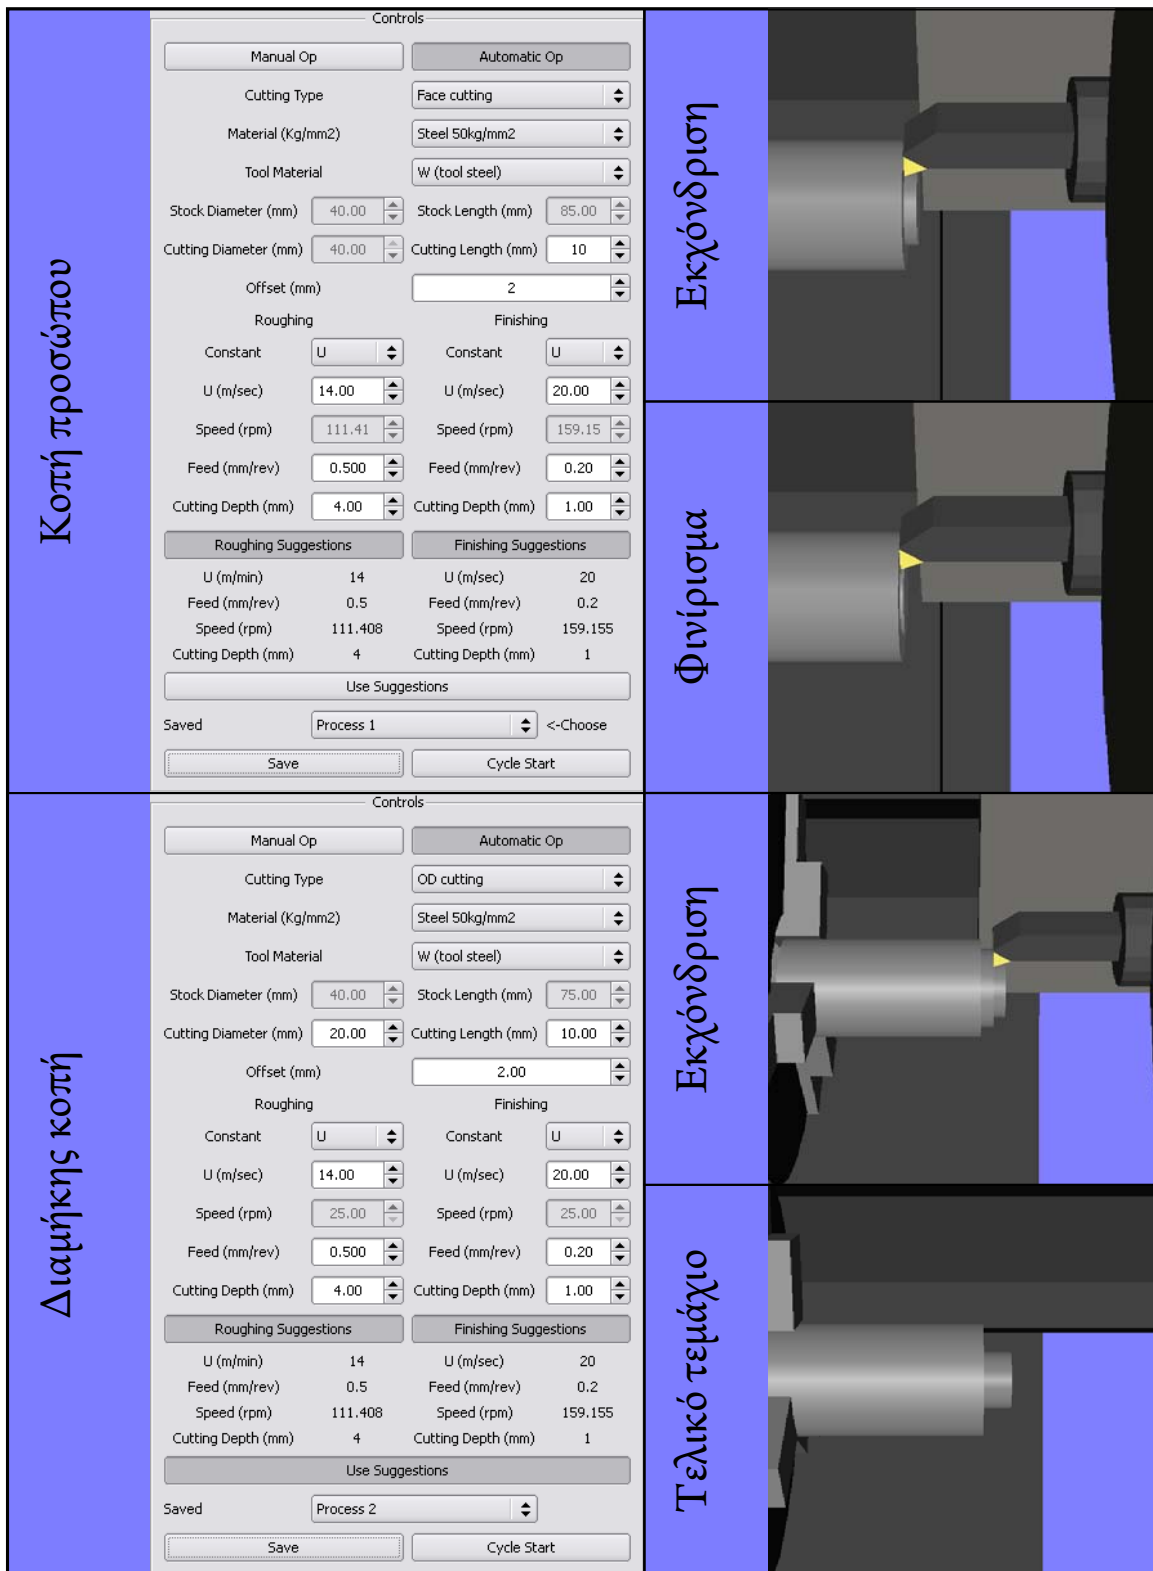 Κοπή προσώπου
Controls
Manual Op Automatic Op
Cutting Type Face cutting
Material (Kg/mm2) Steel 50kg/mm2
Tool Material W (tool steel)
Stock Diameter (mm) 40.00 Stock Length (mm) 85.00
Cutting Diameter (mm) 40.00 Cutting Length (mm) 10
Offset (mm) 2
Roughing Finishing
Constant U Constant U
U (m/sec) 14.00 U (m/sec) 20.00
Speed (rpm) 111.41 Speed (rpm) 159.15
Feed (mm/rev) 0.500 Feed (mm/rev) 0.20
Cutting Depth (mm) 4.00 Cutting Depth (mm) 1.00
Roughing Suggestions Finishing Suggestions
U (m/min) 14 U (m/sec) 20
Feed (mm/rev) 0.5 Feed (mm/rev) 0.2
Speed (rpm) 111.408 Speed (rpm) 159.155
Cutting Depth (mm) 4 Cutting Depth (mm) 1
Use Suggestions
Saved Process 1 <-Choose
Save Cycle Start
Εκχόνδριση
Φινίρισμα
Διαμήκης κοπή
Controls
Manual Op Automatic Op
Cutting Type OD cutting
Material (Kg/mm2) Steel 50kg/mm2
Tool Material W (tool steel)
Stock Diameter (mm) 40.00 Stock Length (mm) 75.00
Cutting Diameter (mm) 20.00 Cutting Length (mm) 10.00
Offset (mm) 2.00
Roughing Finishing
Constant U Constant U
U (m/sec) 14.00 U (m/sec) 20.00
Speed (rpm) 25.00 Speed (rpm) 25.00
Feed (mm/rev) 0.500 Feed (mm/rev) 0.20
Cutting Depth (mm) 4.00 Cutting Depth (mm) 1.00
Roughing Suggestions Finishing Suggestions
U (m/min) 14 U (m/sec) 20
Feed (mm/rev) 0.5 Feed (mm/rev) 0.2
Speed (rpm) 111.408 Speed (rpm) 159.155
Cutting Depth (mm) 4 Cutting Depth (mm) 1
Use Suggestions
Saved Process 2
Save Cycle Start
Εκχόνδριση
Τελικό τεμάχιο